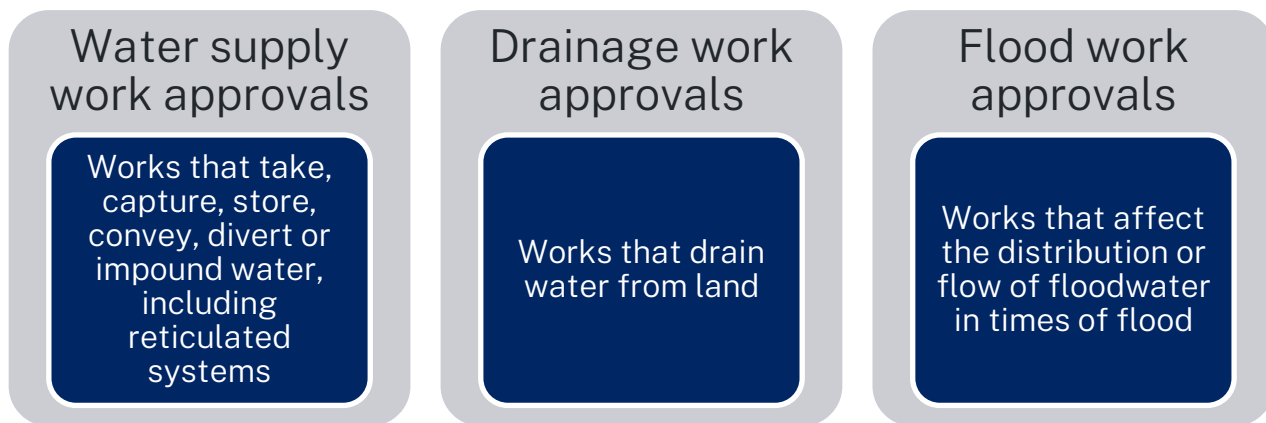 Water supply
work approvals
Works that take,
capture, store,
convey, divert or
impound water,
including
reticulated
systems
Drainage work
approvals
Works that drain
water from land
Flood work
approvals
Works that affect
the distribution or
flow of floodwater
in times of flood